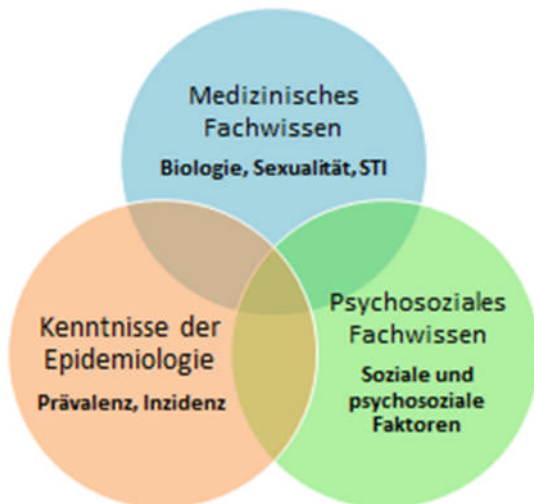 Medizinisches
Fachwissen
Biologie, Sexualität, STI
Kenntnisse der
Epidemiologie
Prävalenz, Inzidenz
Psychosoziales
Fachwissen
Soziale und
psychosoziale
Faktoren